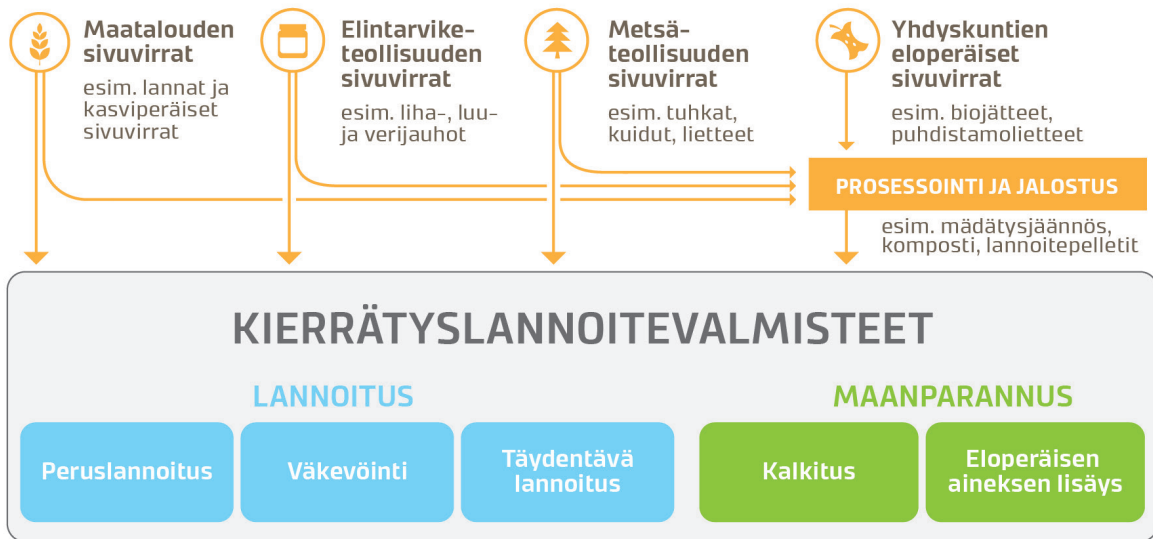 Maatalouden
sivuvirrat
esim. lannat ja
kasviperäiset
sivuvirrat
Elintarvike-
teollisuuden
sivuvirrat
esim. liha-, luu-
ja verijauhot
Metsä-
teollisuuden
sivuvirrat
esim. tuhkat,
kuidut, lietteet
Yhdyskuntien
eloperäiset
sivuvirrat
esim. biojätteet,
puhdistamolietteet
PROSESSOINTI JA JALOSTUS
esim. mädätysjäännös,
komposti, lannoitepelletit
KIERRÄTYSLANNOITEVALMISTEET
LANNOITUS
Peruslannoitus
Väkevöinti
Täydentävä
lannoitus
MAANPARANNUS
Kalkitus
Eloperäisen
aineksen lisäys